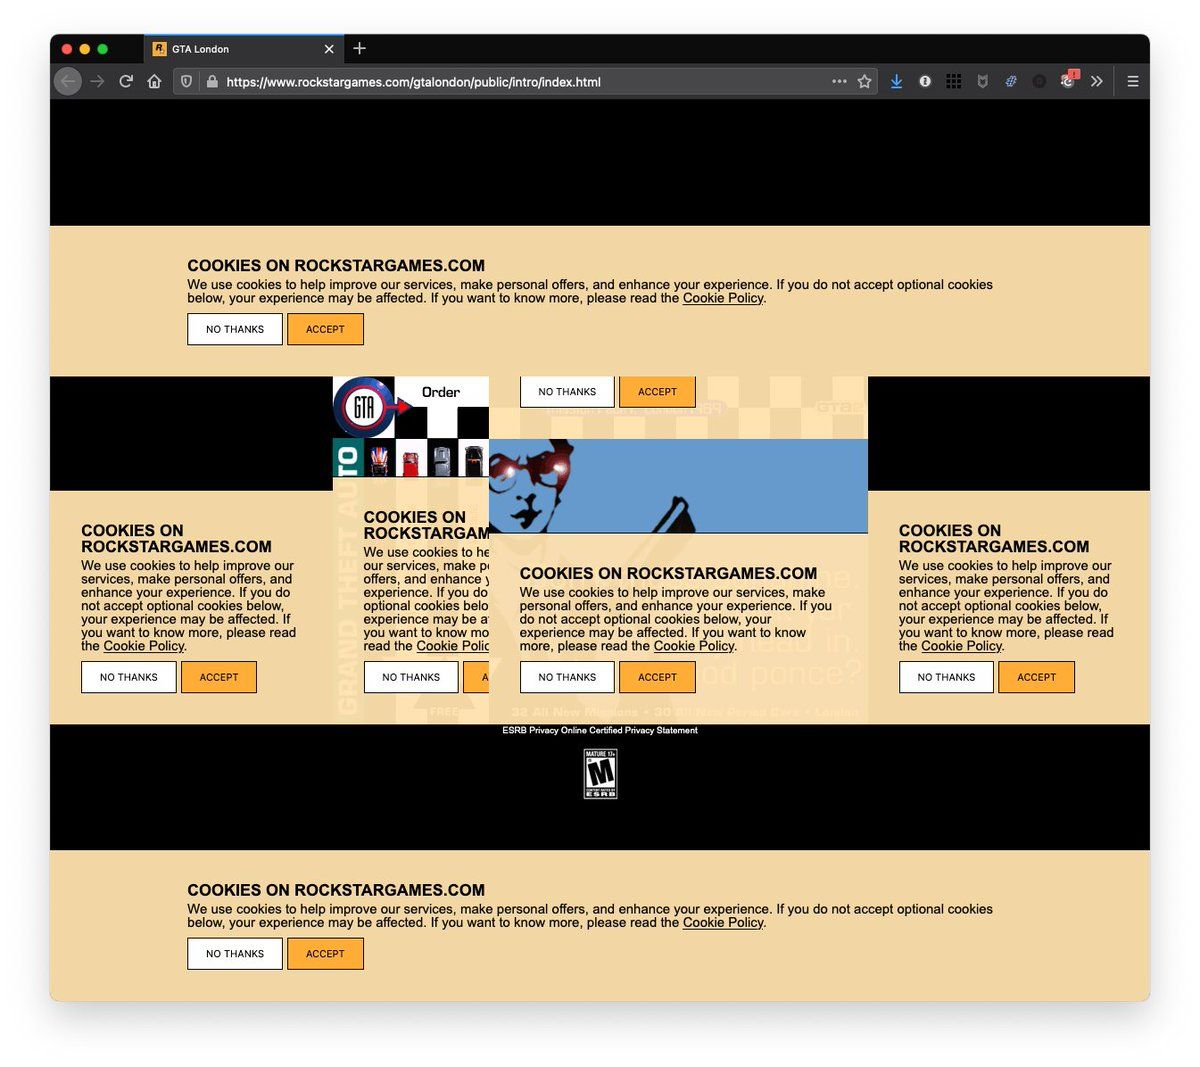 GTA London
https://www.rockstargames.com/gtalondon/public/intro/index.html
COOKIES ON ROCKSTARGAMES.COM
We use cookies to help improve our services, make personal offers, and enhance your experience. If you do not accept optional cookies
below, your experience may be affected. If you want to know more, please read the Cookie Policy.
NO THANKS ACCEPT
GTA
Order
NO THANKS ACCEPT
GTA2
GRAND THEFT AUTO
COOKIES ON
ROCKSTARGAMES.COM
We use cookies to help improve our
services, make personal offers, and
enhance your experience. If you do
not accept optional cookies below,
your experience may be affected. If
you want to know more, please read
the Cookie Policy.
NO THANKS ACCEPT
COOKIES ON
ROCKSTARGAM
We use cookies to he
our services, make p
offers, and enhance y
experience. If you do
optional cookies belo
experience may be af
you want to know mo
read the Cookie Polic
NO THANKS A
COOKIES ON ROCKSTARGAMES.COM
We use cookies to help improve our services, make
personal offers, and enhance your experience. If you
do not accept optional cookies below, your
experience may be affected. If you want to know
more, please read the Cookie Policy.
NO THANKS ACCEPT
ponce?
COOKIES ON
ROCKSTARGAMES.COM
We use cookies to help improve our
services, make personal offers, and
enhance your experience. If you do
not accept optional cookies below,
your experience may be affected. If
you want to know more, please read
the Cookie Policy.
NO THANKS ACCEPT
FREE
32 All New Missions • 30 All New Period Cars • London
ESRB Privacy Online Certified Privacy Statement
MATURE 17+
M
CONTENT RATED BY
ESRB
COOKIES ON ROCKSTARGAMES.COM
We use cookies to help improve our services, make personal offers, and enhance your experience. If you do not accept optional cookies
below, your experience may be affected. If you want to know more, please read the Cookie Policy.
NO THANKS ACCEPT